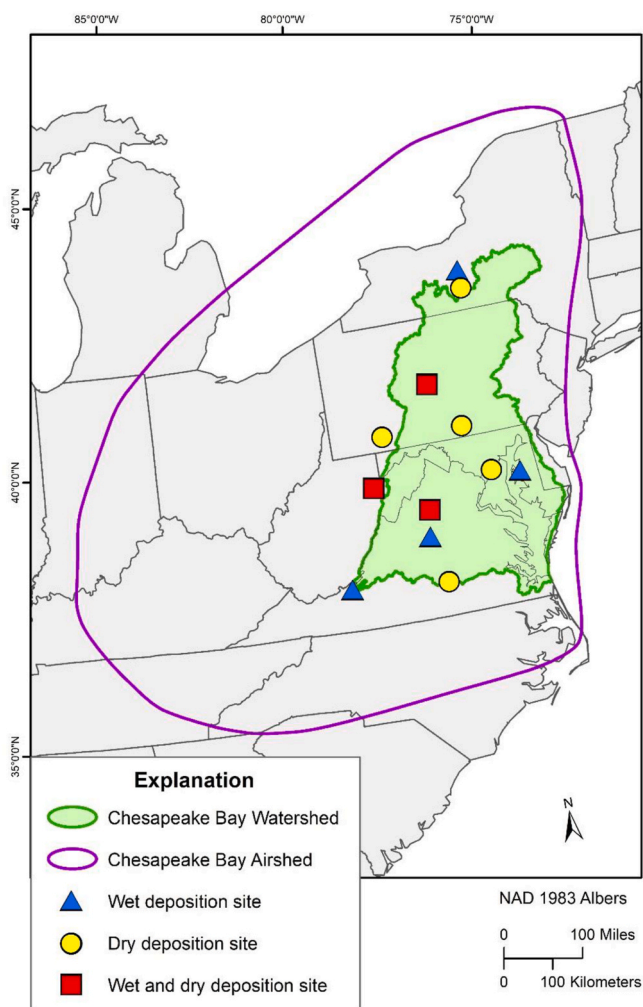 85°0'0"W 80°0'0"W 75°0'0"W
45°0'0"N
40°0'0"N
35°0'0"N
Explanation
Chesapeake Bay Watershed
Chesapeake Bay Airshed
Wet deposition site
Dry deposition site
Wet and dry deposition site
N
NAD 1983 Albers
0 100 Miles
0 100 Kilometers